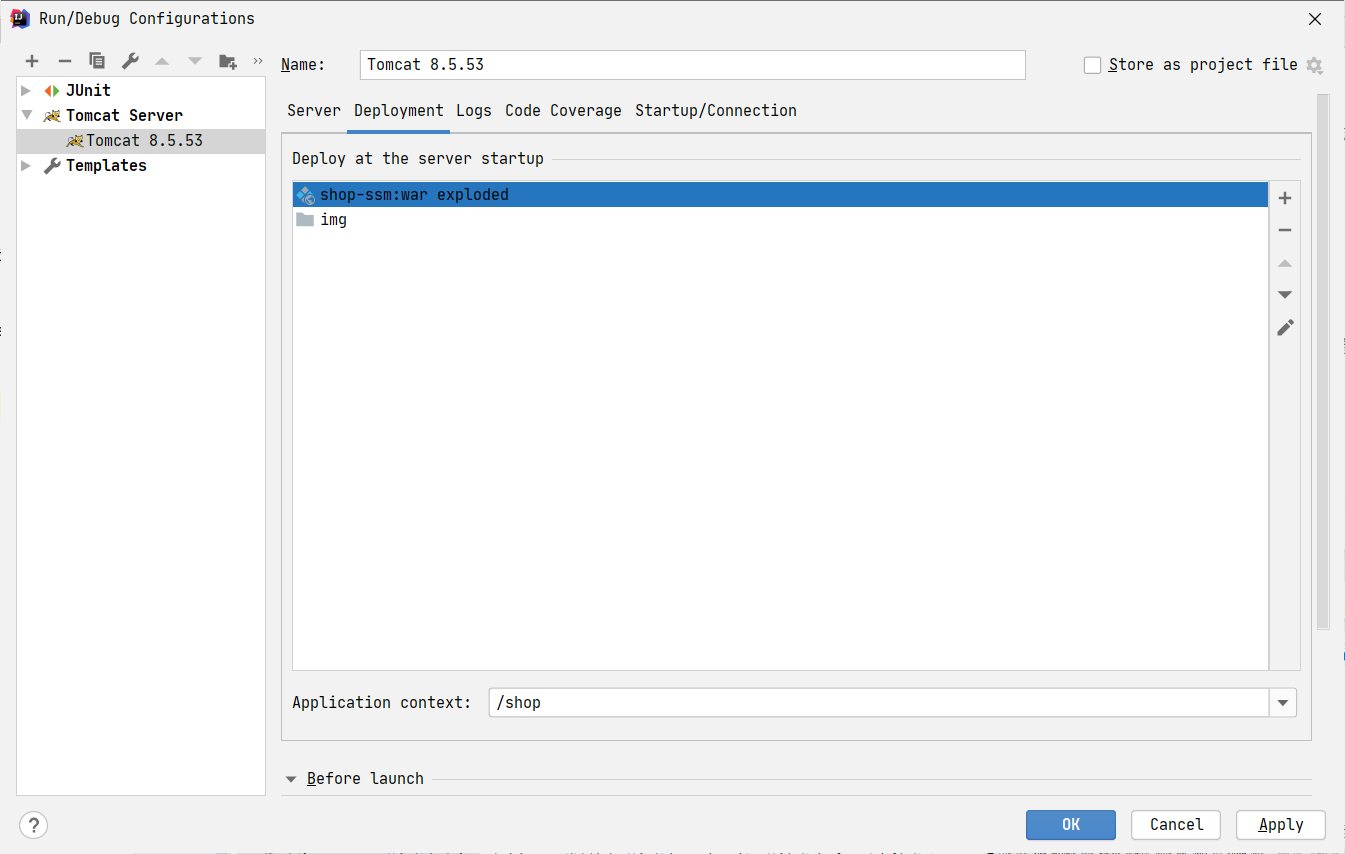 Run/Debug Configurations
Name: Tomcat 8.5.53
Store as project file
JUnit
Tomcat Server
Tomcat 8.5.53
Templates
Server Deployment Logs Code Coverage Startup/Connection
Deploy at the server startup
shop-ssm:war exploded
img
Application context: /shop
Before launch
?
OK Cancel Apply